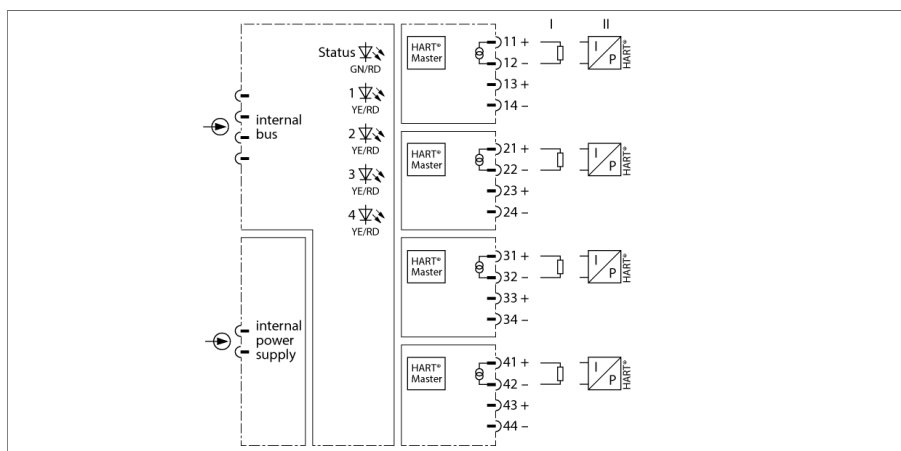 I II
Status
GN/RD
1
YE/RD
2
YE/RD
3
YE/RD
4
YE/RD
internal
bus
internal
power
supply
HART®
Master
11 +
12 –
13 +
14 –
I
P
HART®
HART®
Master
21 +
22 –
23 +
24 –
I
P
HART®
HART®
Master
31 +
32 –
33 +
34 –
I
P
HART®
HART®
Master
41 +
42 –
43 +
44 –
I
P
HART®